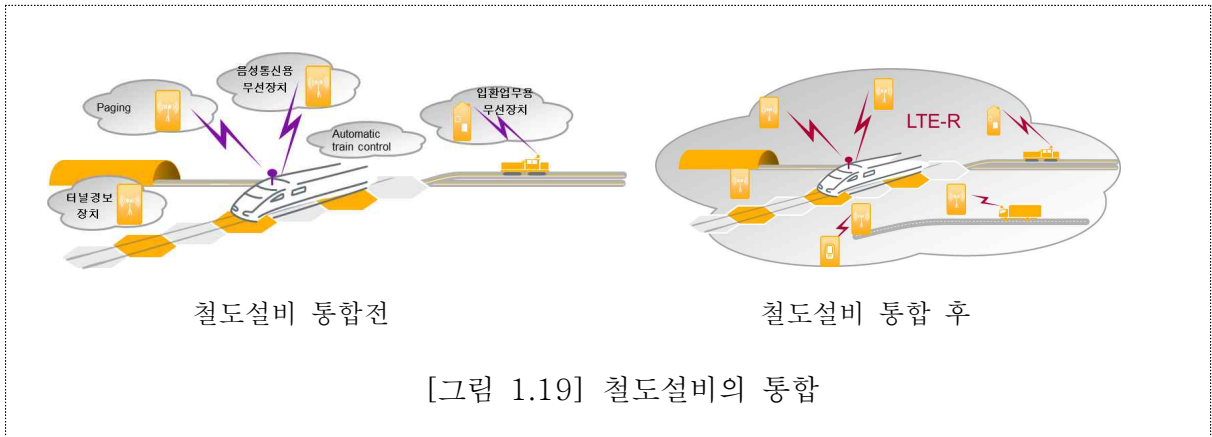 Paging
음성통신용
무선장치
입환업무용
무선장치
Automatic
train control
터널경보
장치
LTE-R
철도설비 통합전
철도설비 통합 후
[그림 1.19] 철도설비의 통합